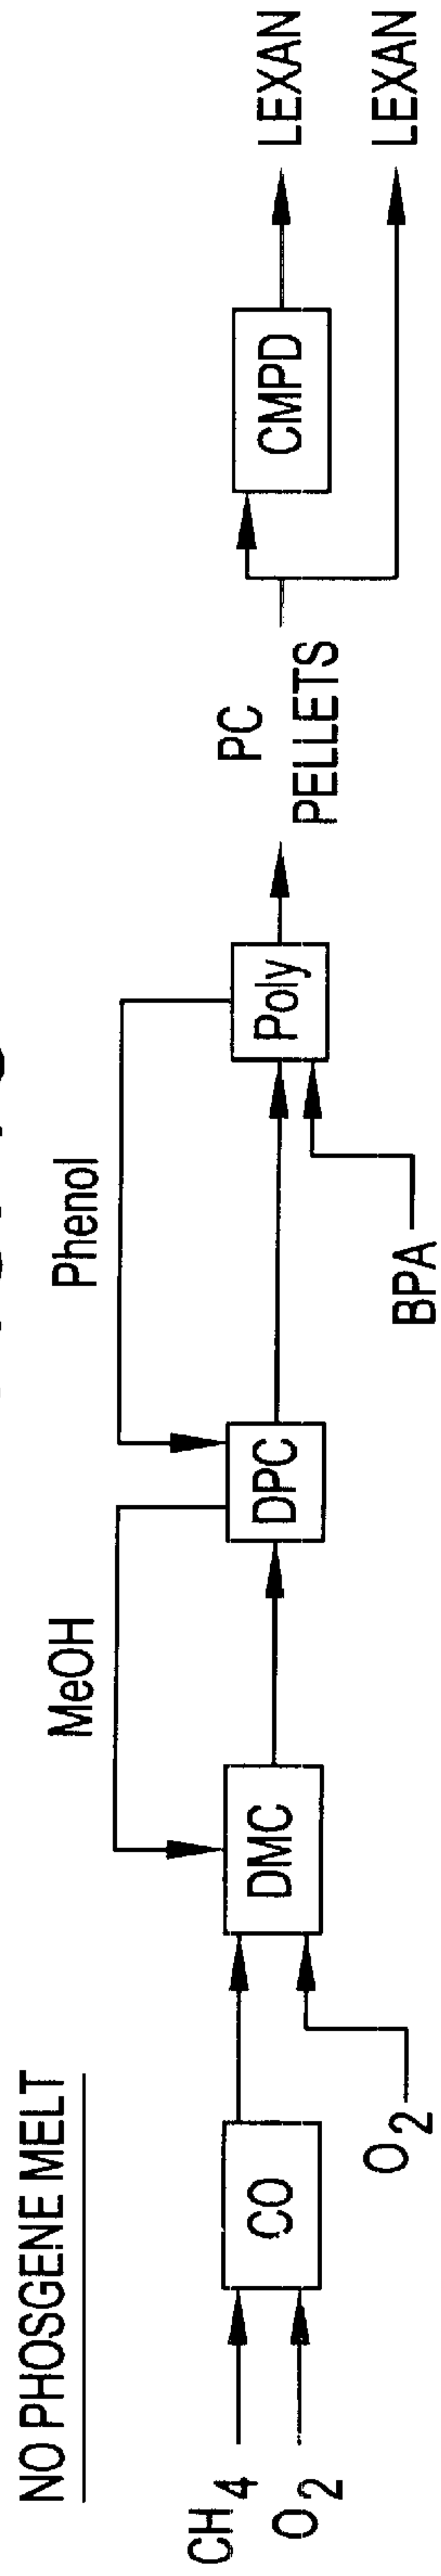 NO PHOSGENE MELT
CH4
O2
CO
O2
DMC
MeOH
DPC
Phenol
BPA
Poly
PC
PELLETS
CMPD
LEXAN
LEXAN